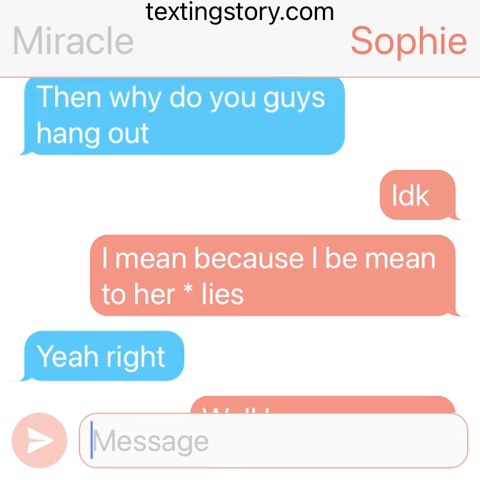 textingstory.com
Miracle Sophie
Then why do you guys
hang out
Idk
I mean because I be mean
to her * lies
Yeah right
Message